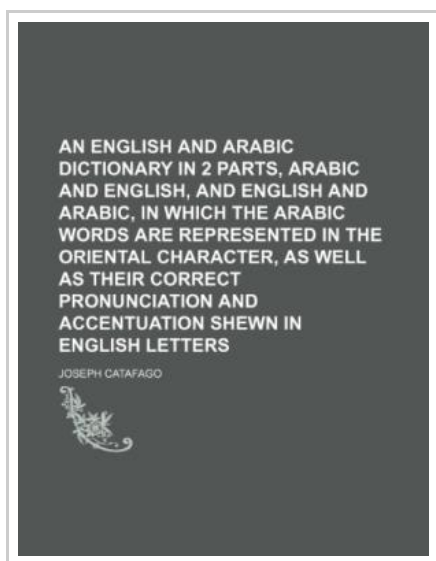 AN ENGLISH AND ARABIC
DICTIONARY IN 2 PARTS, ARABIC
AND ENGLISH, AND ENGLISH AND
ARABIC, IN WHICH THE ARABIC
WORDS ARE REPRESENTED IN THE
ORIENTAL CHARACTER, AS WELL
AS THEIR CORRECT
PRONUNCIATION AND
ACCENTUATION SHEWN IN
ENGLISH LETTERS
JOSEPH CATAFAGO